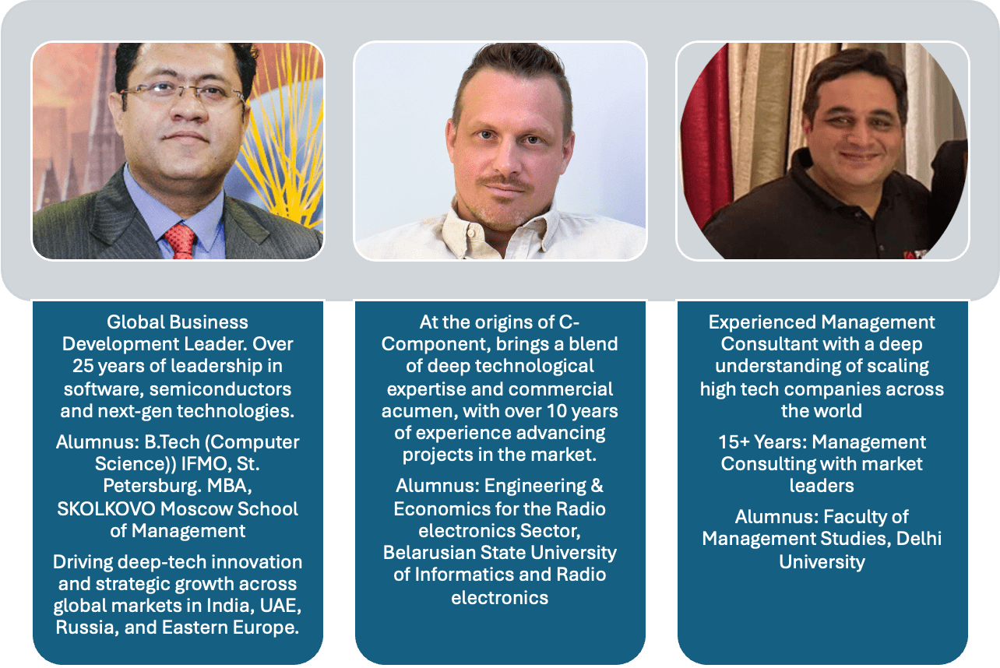 Global Business
Development Leader. Over
25 years of leadership in
software, semiconductors
and next-gen technologies.
Alumnus: B.Tech (Computer
Science)) IFMO, St.
Petersburg. MBA,
SKOLKOVO Moscow School
of Management
Driving deep-tech innovation
and strategic growth across
global markets in India, UAE,
Russia, and Eastern Europe.
At the origins of C-
Component, brings a blend
of deep technological
expertise and commercial
acumen, with over 10 years
of experience advancing
projects in the market.
Alumnus: Engineering &
Economics for the Radio
electronics Sector,
Belarusian State University
of Informatics and Radio
electronics
Experienced Management
Consultant with a deep
understanding of scaling
high tech companies across
the world
15+ Years: Management
Consulting with market
leaders
Alumnus: Faculty of
Management Studies, Delhi
University